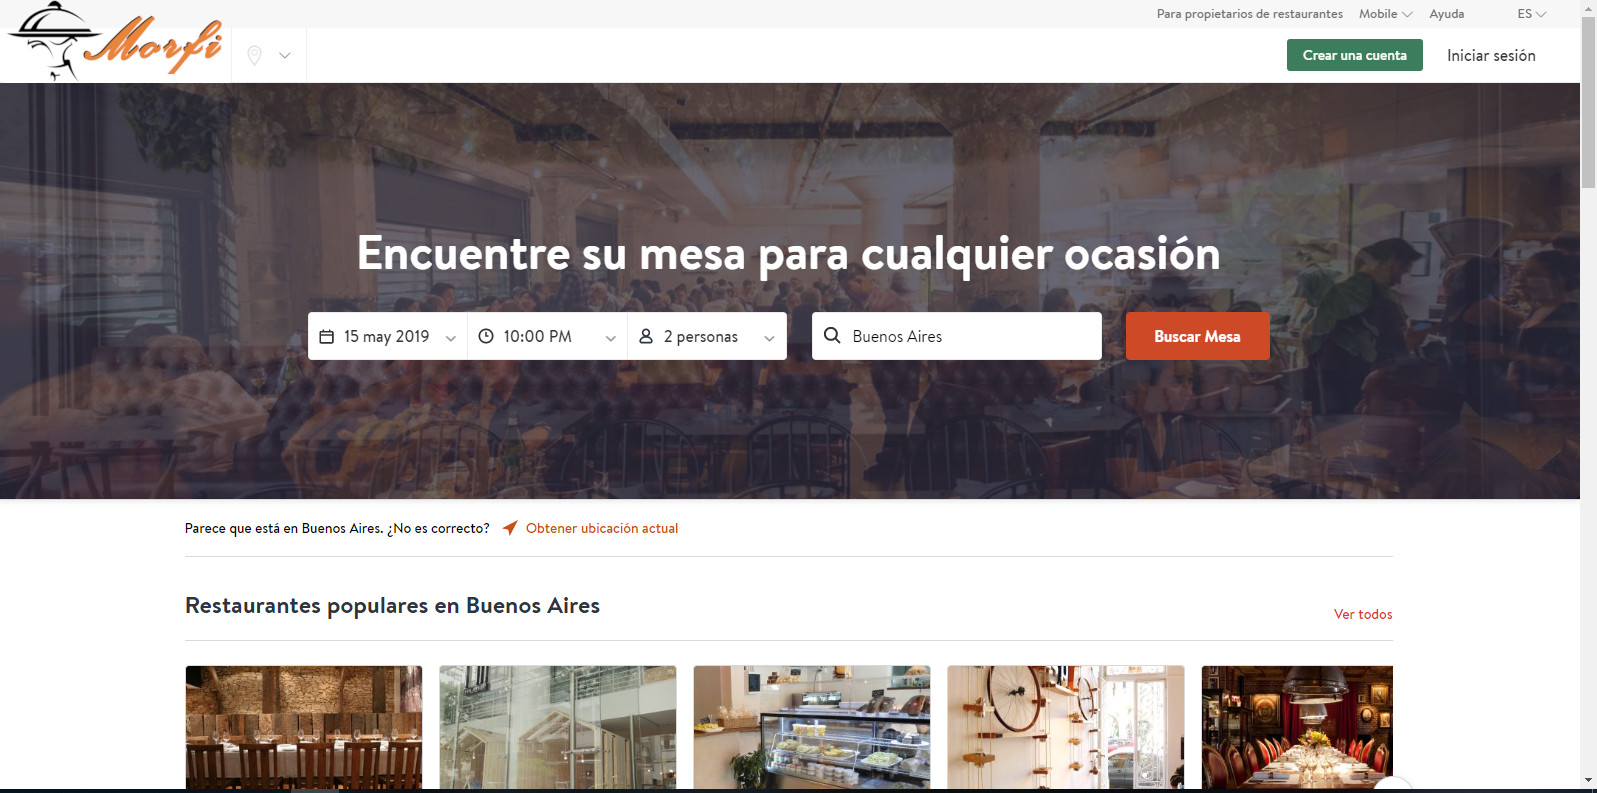 Para propietarios de restaurantes Mobile Ayuda ES
Morfi
Crear una cuenta Iniciar sesión
Encuentre su mesa para cualquier ocasión
15 may 2019 10:00 PM 2 personas Buenos Aires Buscar Mesa
Parece que está en Buenos Aires. ¿No es correcto? Obtener ubicación actual
Restaurantes populares en Buenos Aires
Ver todos